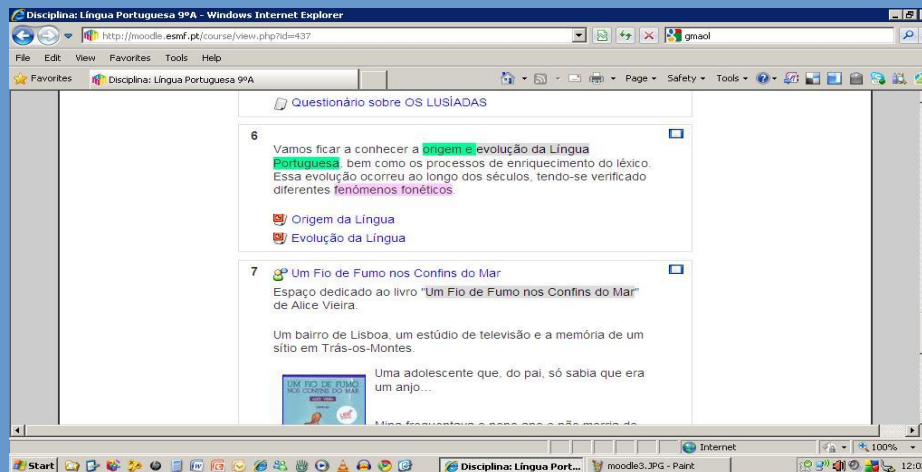 Disciplina: Língua Portuguesa 9ºA - Windows Internet Explorer
http://moodle.esmf.pt/course/view.php?id=437
gmaol
File Edit View Favorites Tools Help
Favorites Disciplina: Língua Portuguesa 9ºA Page Safety Tools
Questionário sobre OS LUSÍADAS
6
Vamos ficar a conhecer a origem e evolução da Língua
Portuguesa, bem como os processos de enriquecimento do léxico.
Essa evolução ocorreu ao longo dos séculos, tendo-se verificado
diferentes fenómenos fonéticos.
Origem da Língua
Evolução da Língua
7 Um Fio de Fumo nos Confins do Mar
Espaço dedicado ao livro "Um Fio de Fumo nos Confins do Mar"
de Alice Vieira.
Um bairro de Lisboa, um estúdio de televisão e a memória de um
sítio em Trás-os-Montes.
Uma adolescente que, do pai, só sabia que era
um anjo...
UM FIO DE FUMO
NOS CONFINS DO MAR
ALICE VIEIRA
Internet 100%
Start Disciplina: Língua Port... moodle3.JPG - Paint